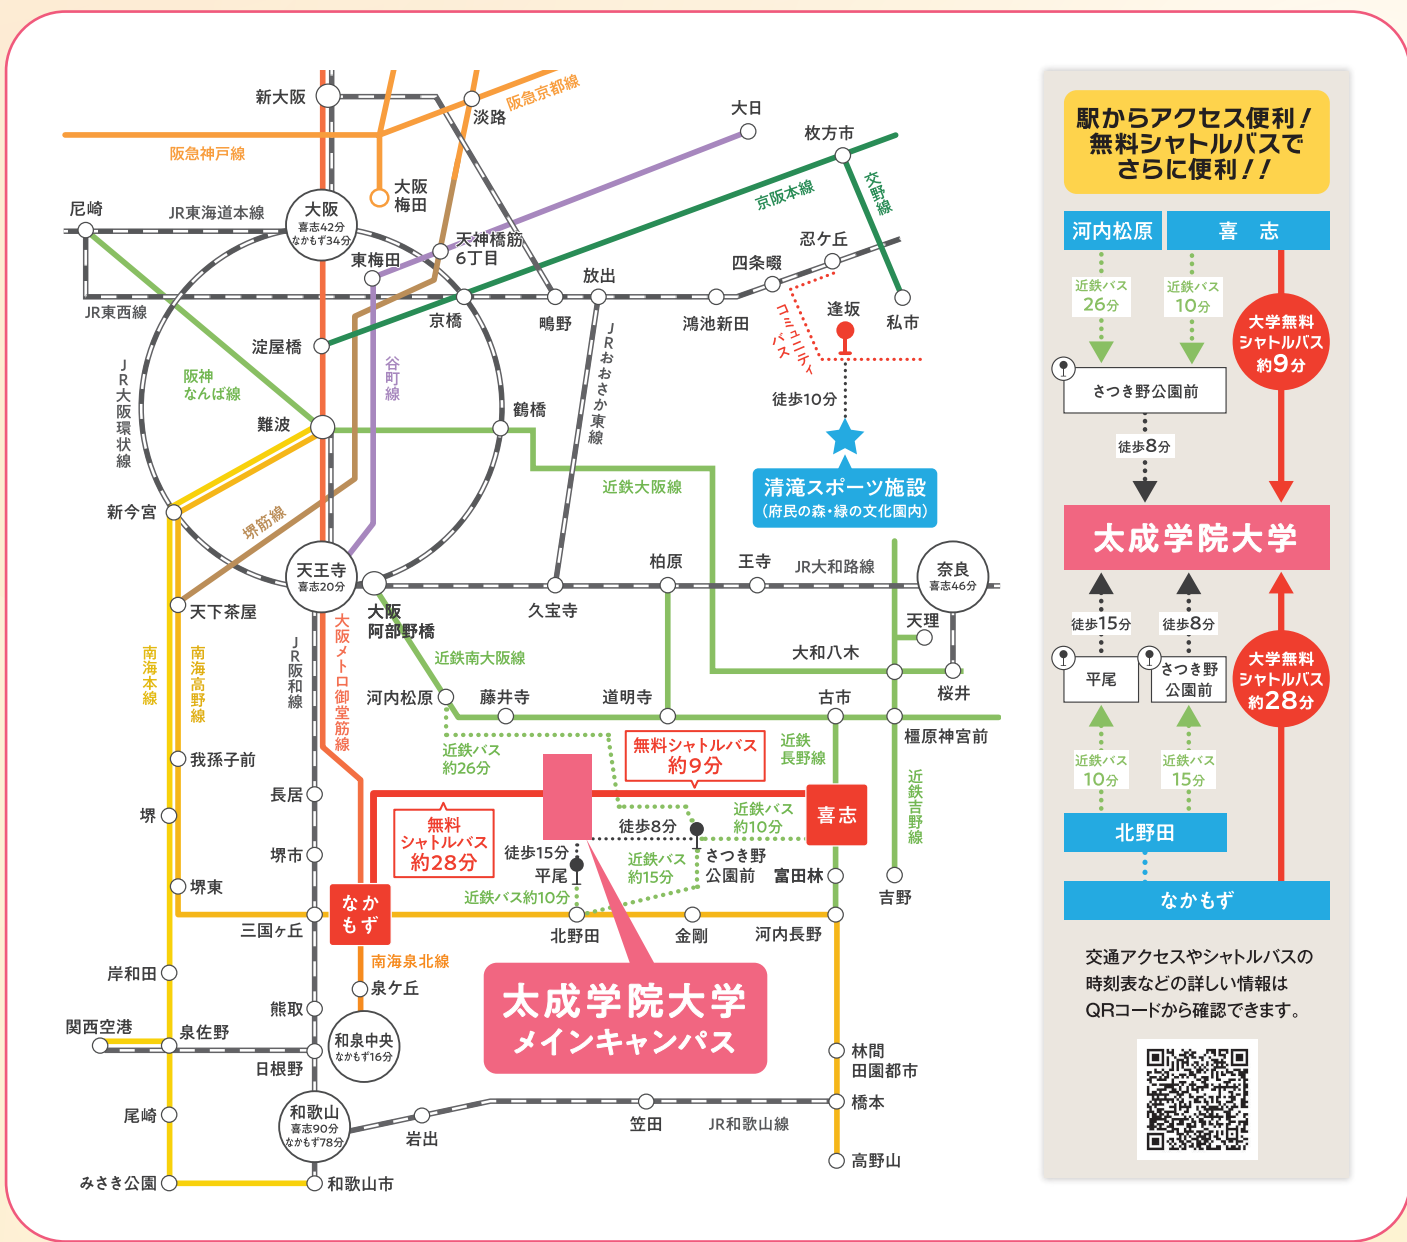 新大阪
淡路
阪急京都線
阪急神戸線
大日
枚方市
大阪
梅田
京阪本線
交野線
尼崎
JR東海道本線
大阪
喜志42分
なかもず34分
東梅田
天神橋筋
6丁目
放出
四条畷
忍ケ丘
JR東西線
京橋
鴫野
鴻池新田
逢坂
私市
コミュニティ
バス
淀屋橋
JR大阪環状線
阪神
なんば線
谷町線
JRおおさか東線
徒歩10分
難波
鶴橋
近鉄大阪線
清滝スポーツ施設
（府民の森・緑の文化園内）
新今宮
堺筋線
天王寺
喜志20分
柏原
王寺
JR大和路線
奈良
喜志46分
天下茶屋
大阪
阿部野橋
久宝寺
天理
南海本線
南海高野線
JR阪和線
大阪メトロ御堂筋線
近鉄南大阪線
大和八木
河内松原
藤井寺
道明寺
古市
桜井
橿原神宮前
近鉄バス
約26分
無料シャトルバス
約9分
近鉄
長野線
近鉄吉野線
我孫子前
長居
堺
無料
シャトルバス
約28分
徒歩8分
近鉄バス
約10分
喜志
堺市
徒歩15分
平尾
近鉄バス
約15分
さつき野
公園前
富田林
吉野
堺東
なか
もず
近鉄バス約10分
三国ヶ丘
北野田
金剛
河内長野
南海泉北線
岸和田
泉ケ丘
太成学院大学
メインキャンパス
熊取
関西空港
泉佐野
和泉中央
なかもず16分
日根野
林間
田園都市
尾崎
和歌山
喜志90分
なかもず78分
岩出
笠田
JR和歌山線
橋本
高野山
みさき公園
和歌山市
駅からアクセス便利！
無料シャトルバスで
さらに便利！！
河内松原
喜 志
近鉄バス
26分
近鉄バス
10分
大学無料
シャトルバス
約9分
さつき野公園前
徒歩8分
太成学院大学
徒歩15分
徒歩8分
平尾
さつき野
公園前
大学無料
シャトルバス
約28分
近鉄バス
10分
近鉄バス
15分
北野田
なかもず
交通アクセスやシャトルバスの
時刻表などの詳しい情報は
QRコードから確認できます。